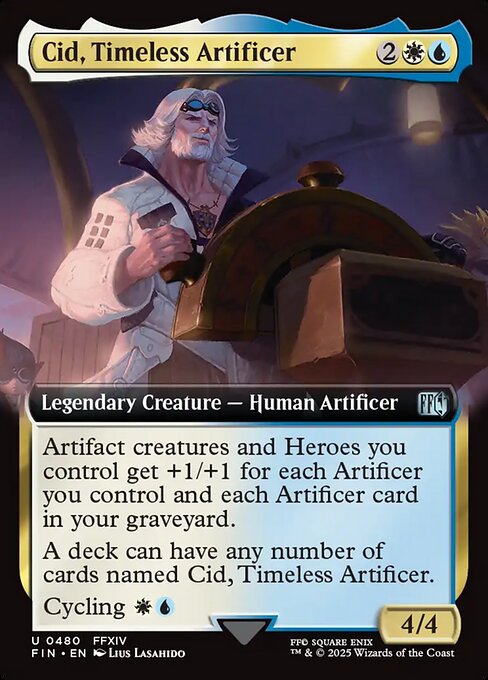 Cid, Timeless Artificer 2
Legendary Creature — Human Artificer
Artifact creatures and Heroes you
control get +1/+1 for each Artificer
you control and each Artificer card
in your graveyard.
A deck can have any number of
cards named Cid, Timeless Artificer.
Cycling
4/4
U 0480 FFXIV
FIN • EN Lius Lasahido
FF© SQUARE ENIX
™ & © 2025 Wizards of the Coast